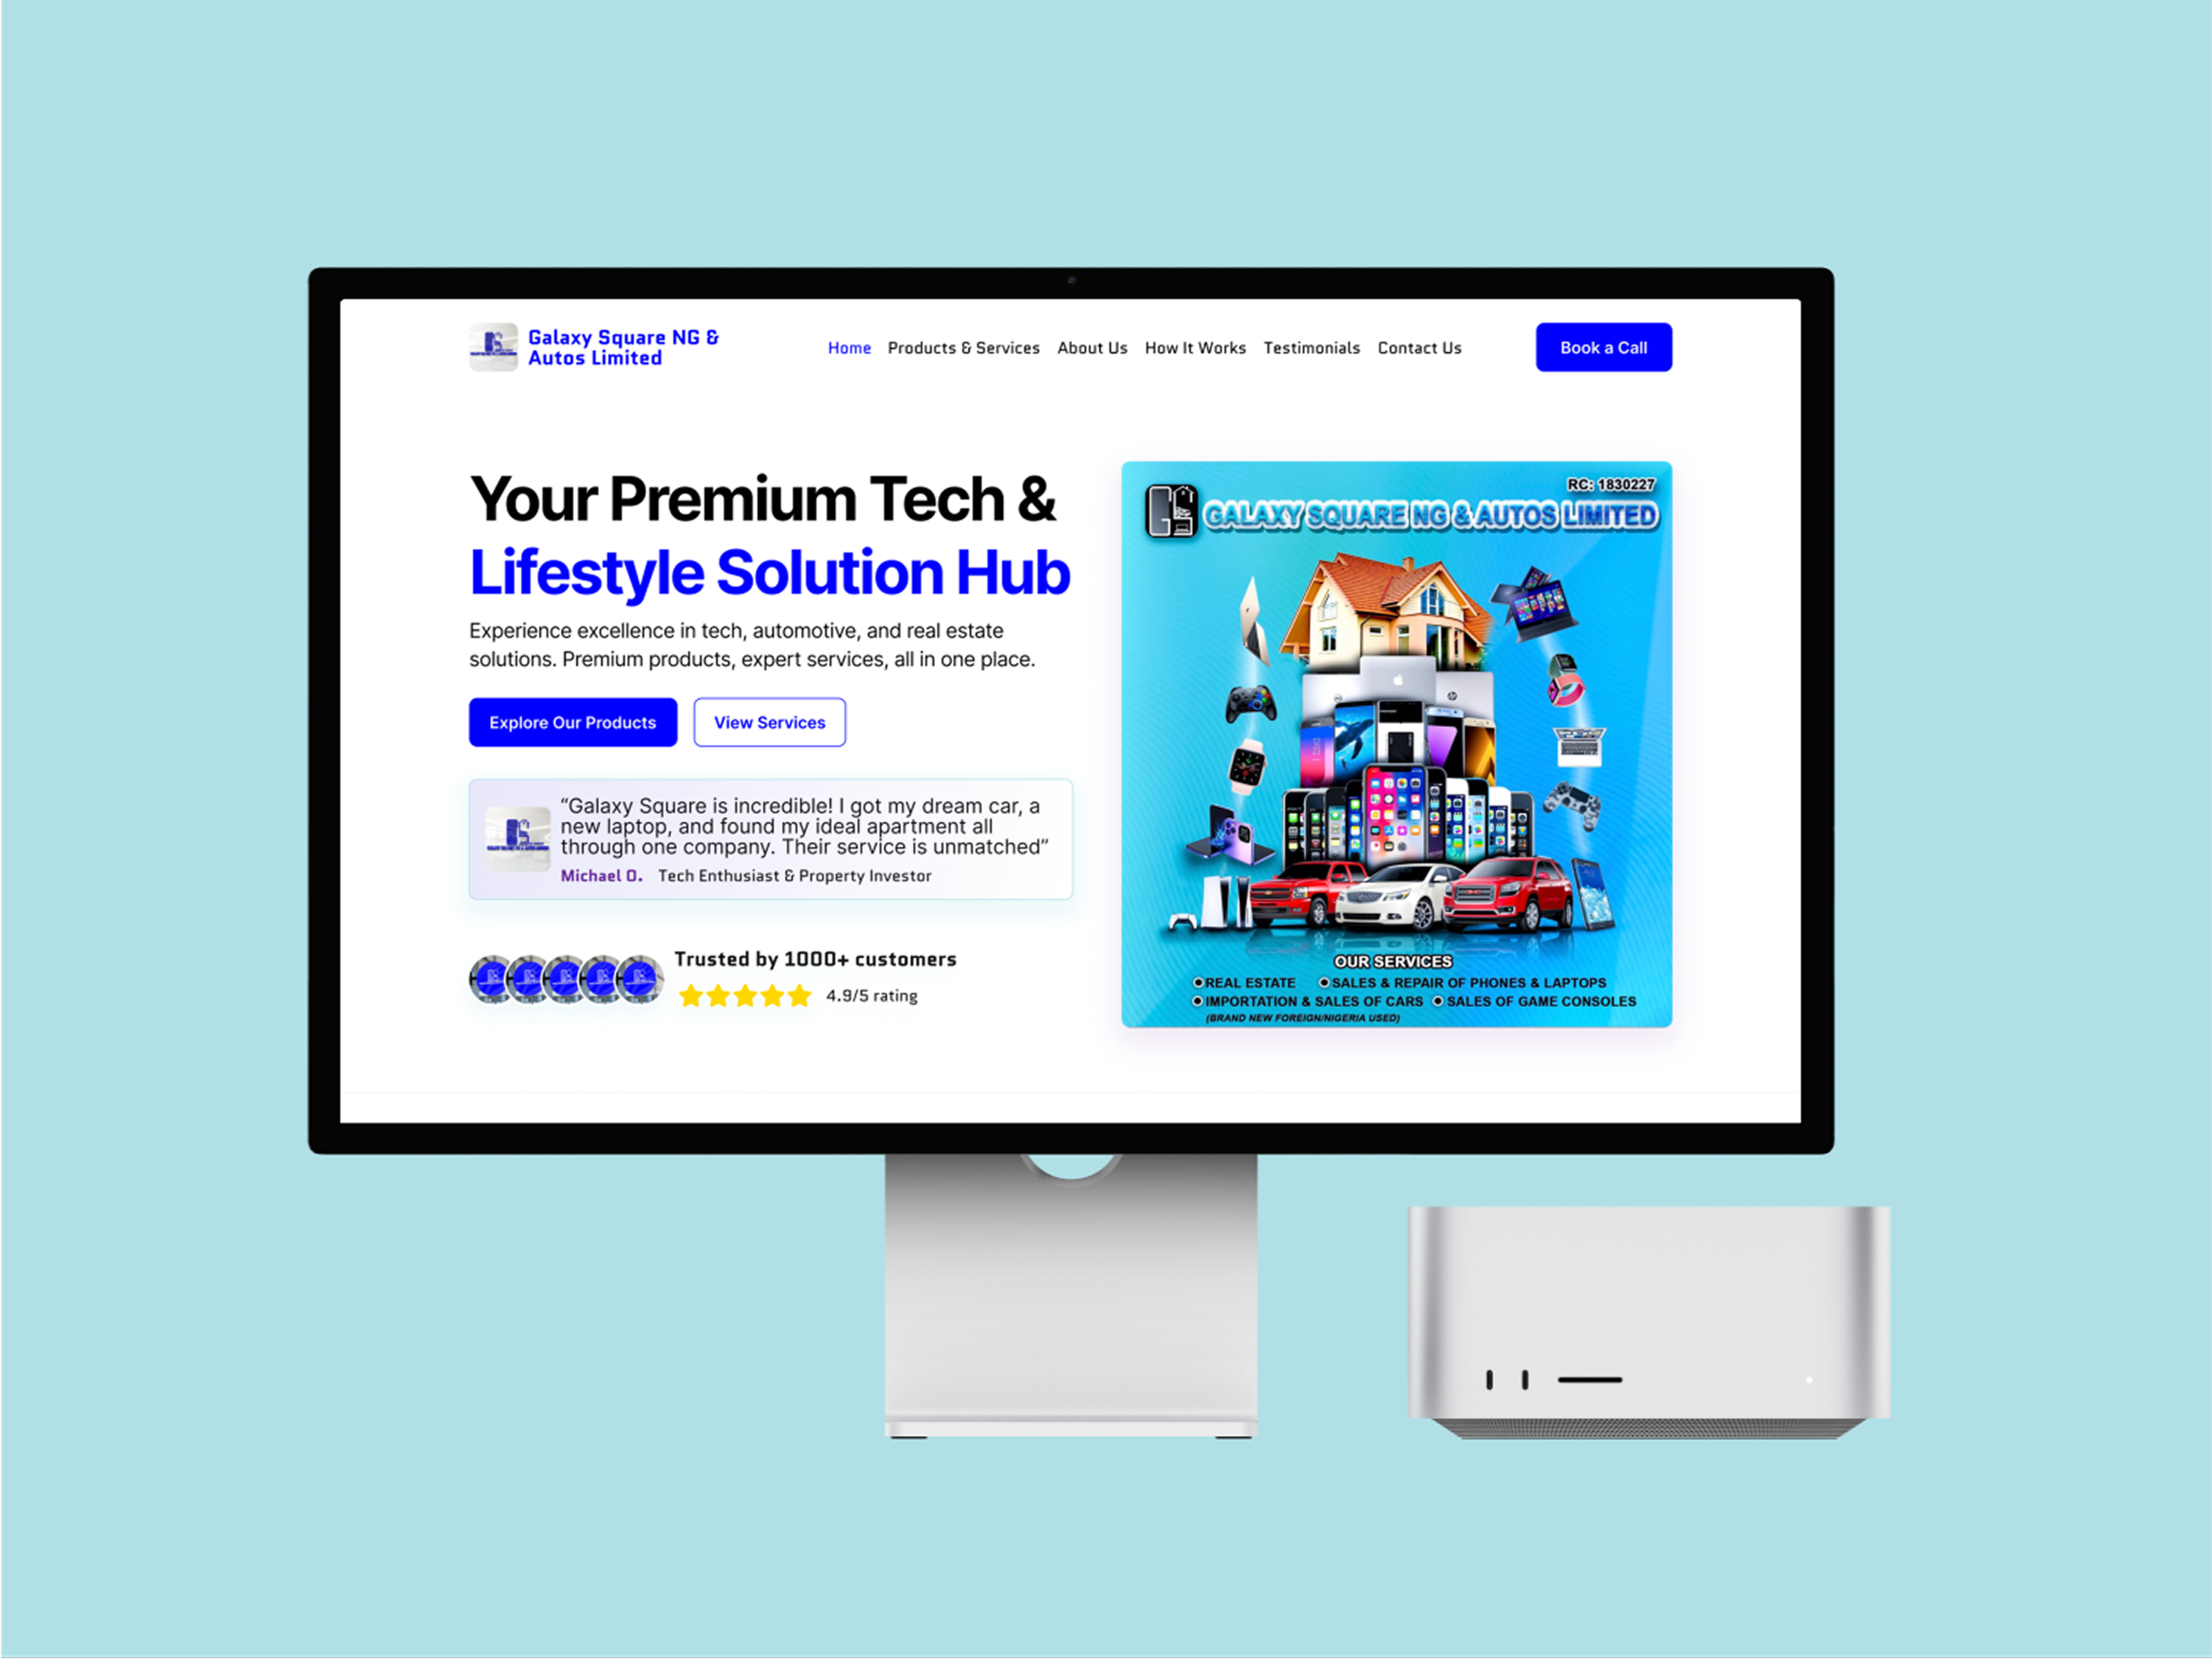 Galaxy Square NG &
Autos Limited
Home Products & Services About Us How It Works Testimonials Contact Us
Book a Call
Your Premium Tech &
Lifestyle Solution Hub
Experience excellence in tech, automotive, and real estate
solutions. Premium products, expert services, all in one place.
Explore Our Products
View Services
“Galaxy Square is incredible! I got my dream car, a
new laptop, and found my ideal apartment all
through one company. Their service is unmatched”
Michael O. Tech Enthusiast & Property Investor
Trusted by 1000+ customers
4.9/5 rating
RC: 1830227
GALAXY SQUARE NG & AUTOS LIMITED
OUR SERVICES
REAL ESTATE SALES & REPAIR OF PHONES & LAPTOPS
IMPORTATION & SALES OF CARS SALES OF GAME CONSOLES
(BRAND NEW FOREIGN/NIGERIA USED)